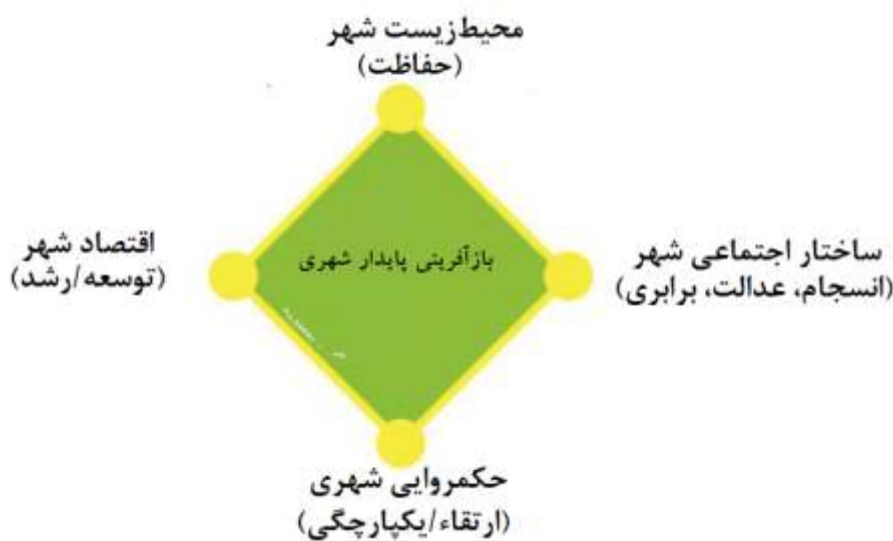 محیط‌زیست شهر
(حفاظت)
ساختار اجتماعی شهر
(انسجام، عدالت، برابری)
بازآفرینی پایدار شهری
اقتصاد شهر
(توسعه/رشد)
حکمروایی شهری
(ارتقاء/یکپارچگی)